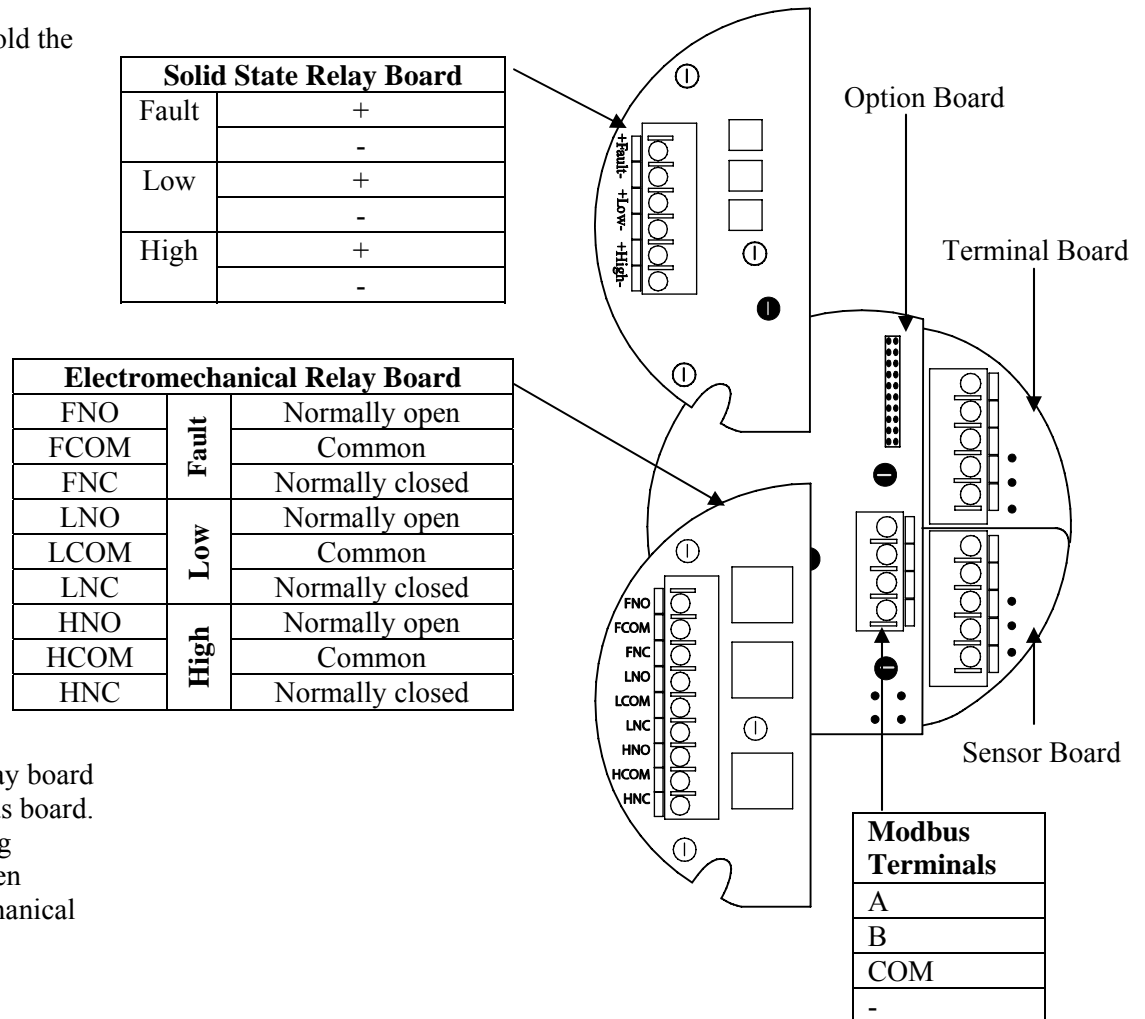 old the
Solid State Relay Board
Fault +
-
Low +
-
High +
-
+Fault- +Low- +High-
Option Board
Terminal Board
Electromechanical Relay Board
FNO Fault Normally open
FCOM Common
FNC Normally closed
LNO Low Normally open
LCOM Common
LNC Normally closed
HNO High Normally open
HCOM Common
HNC Normally closed
FNO
FCOM
FNC
LNO
LCOM
LNC
HNO
HCOM
HNC
Sensor Board
ay board
s board.
g
en
hanical
Modbus
Terminals
A
B
COM
-